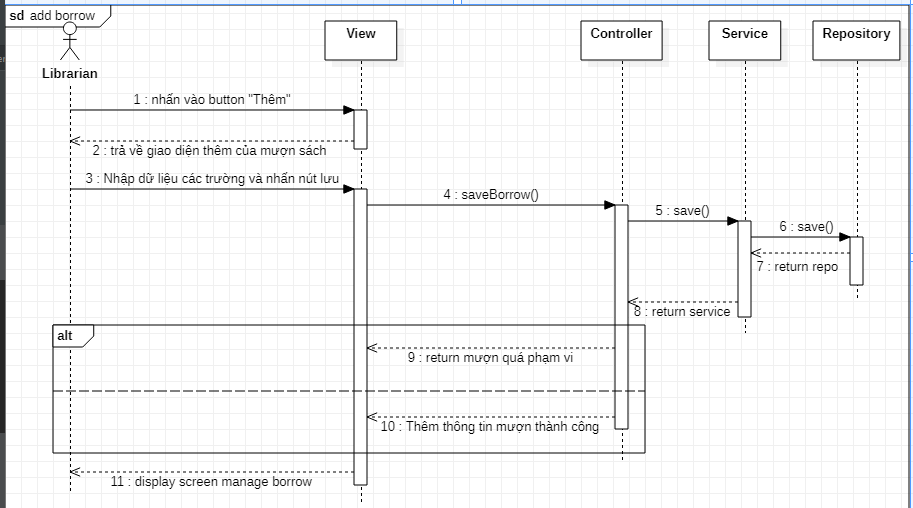 sd add borrow
View
Controller
Service
Repository
Librarian
1 : nhấn vào button "Thêm"
2 : trả về giao diện thêm của mượn sách
3 : Nhập dữ liệu các trường và nhấn nút lưu
4 : saveBorrow()
5 : save()
6 : save()
7 : return repo
8 : return service
alt
9 : return mượn quá phạm vi
10 : Thêm thông tin mượn thành công
11 : display screen manage borrow